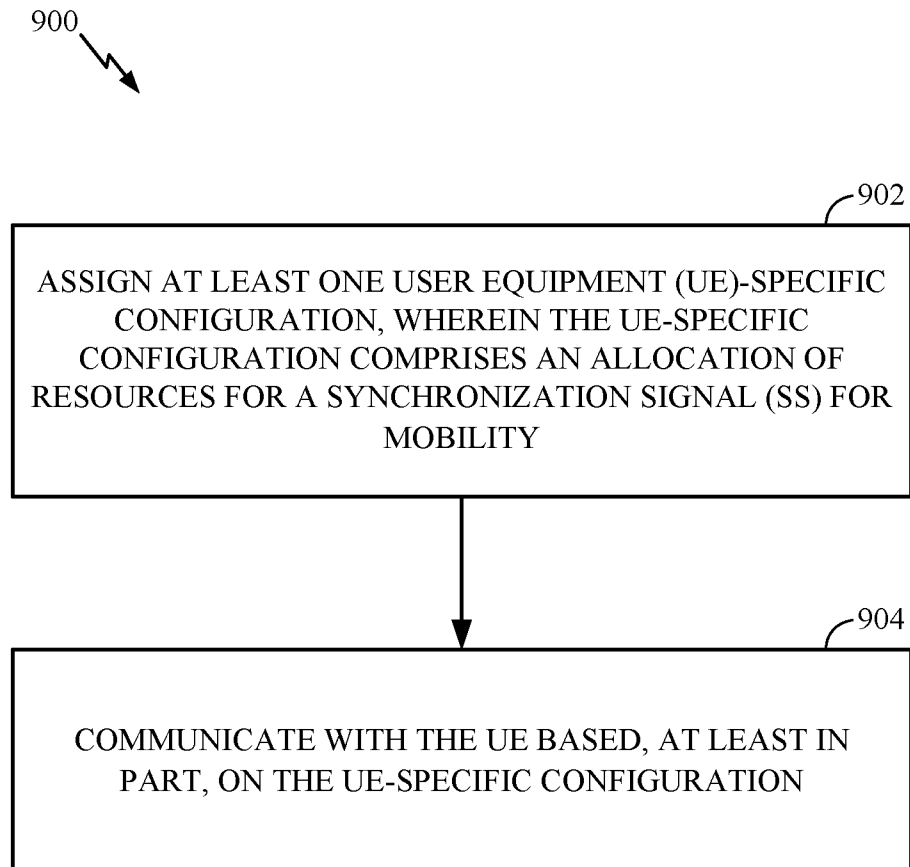 900
902
ASSIGN AT LEAST ONE USER EQUIPMENT (UE)-SPECIFIC
CONFIGURATION, WHEREIN THE UE-SPECIFIC
CONFIGURATION COMPRISES AN ALLOCATION OF
RESOURCES FOR A SYNCHRONIZATION SIGNAL (SS) FOR
MOBILITY
904
COMMUNICATE WITH THE UE BASED, AT LEAST IN
PART, ON THE UE-SPECIFIC CONFIGURATION